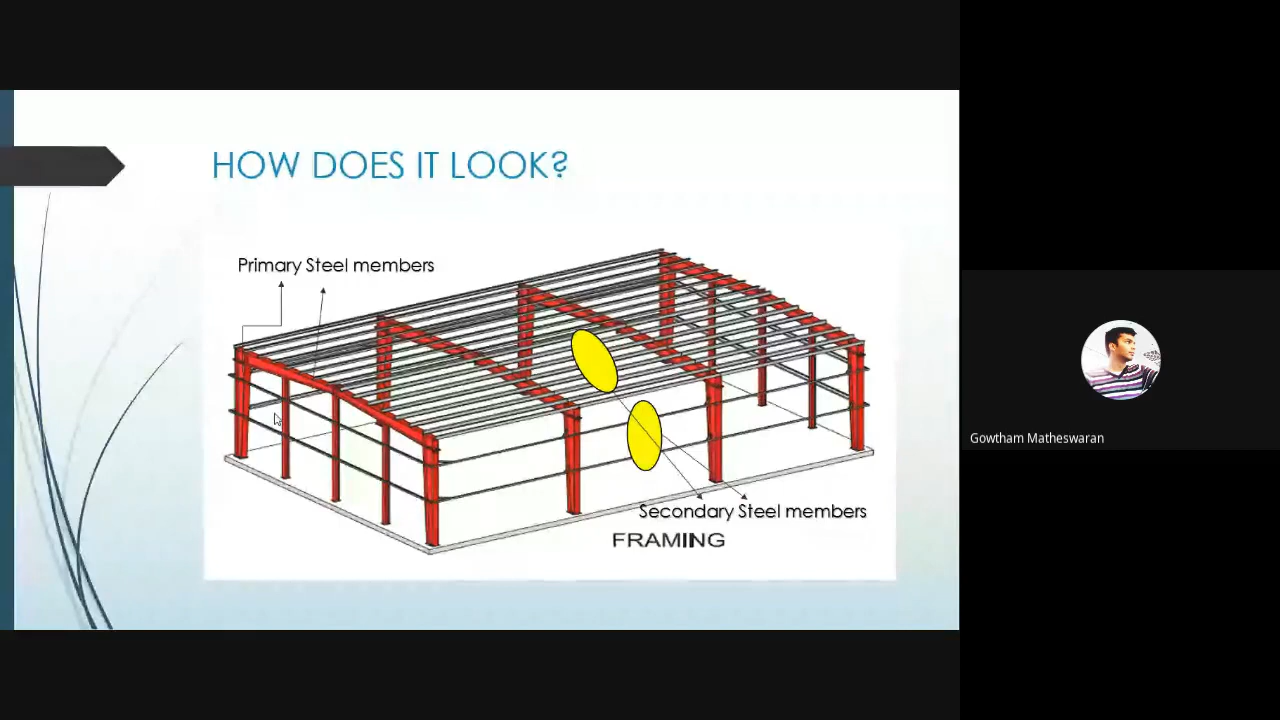 HOW DOES IT LOOK?
Primary Steel members
Secondary Steel members
FRAMING
Gowtham Matheswaran